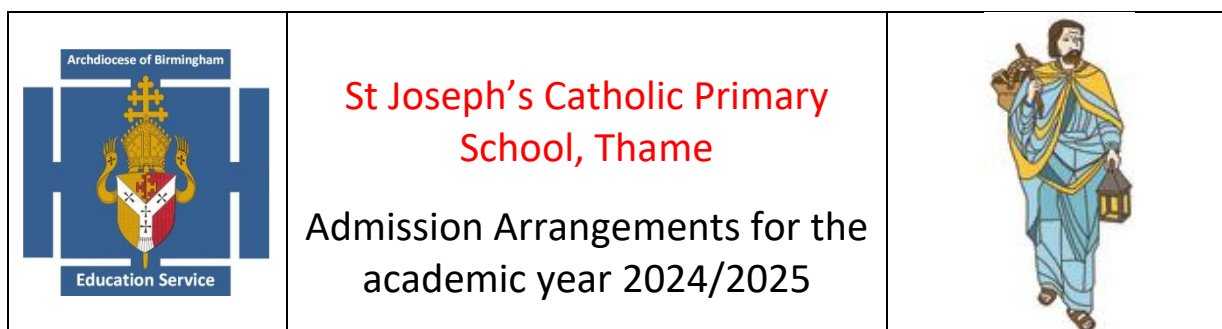 Archdiocese of Birmingham
Education Service
St Joseph's Catholic Primary
School, Thame
Admission Arrangements for the
academic year 2024/2025